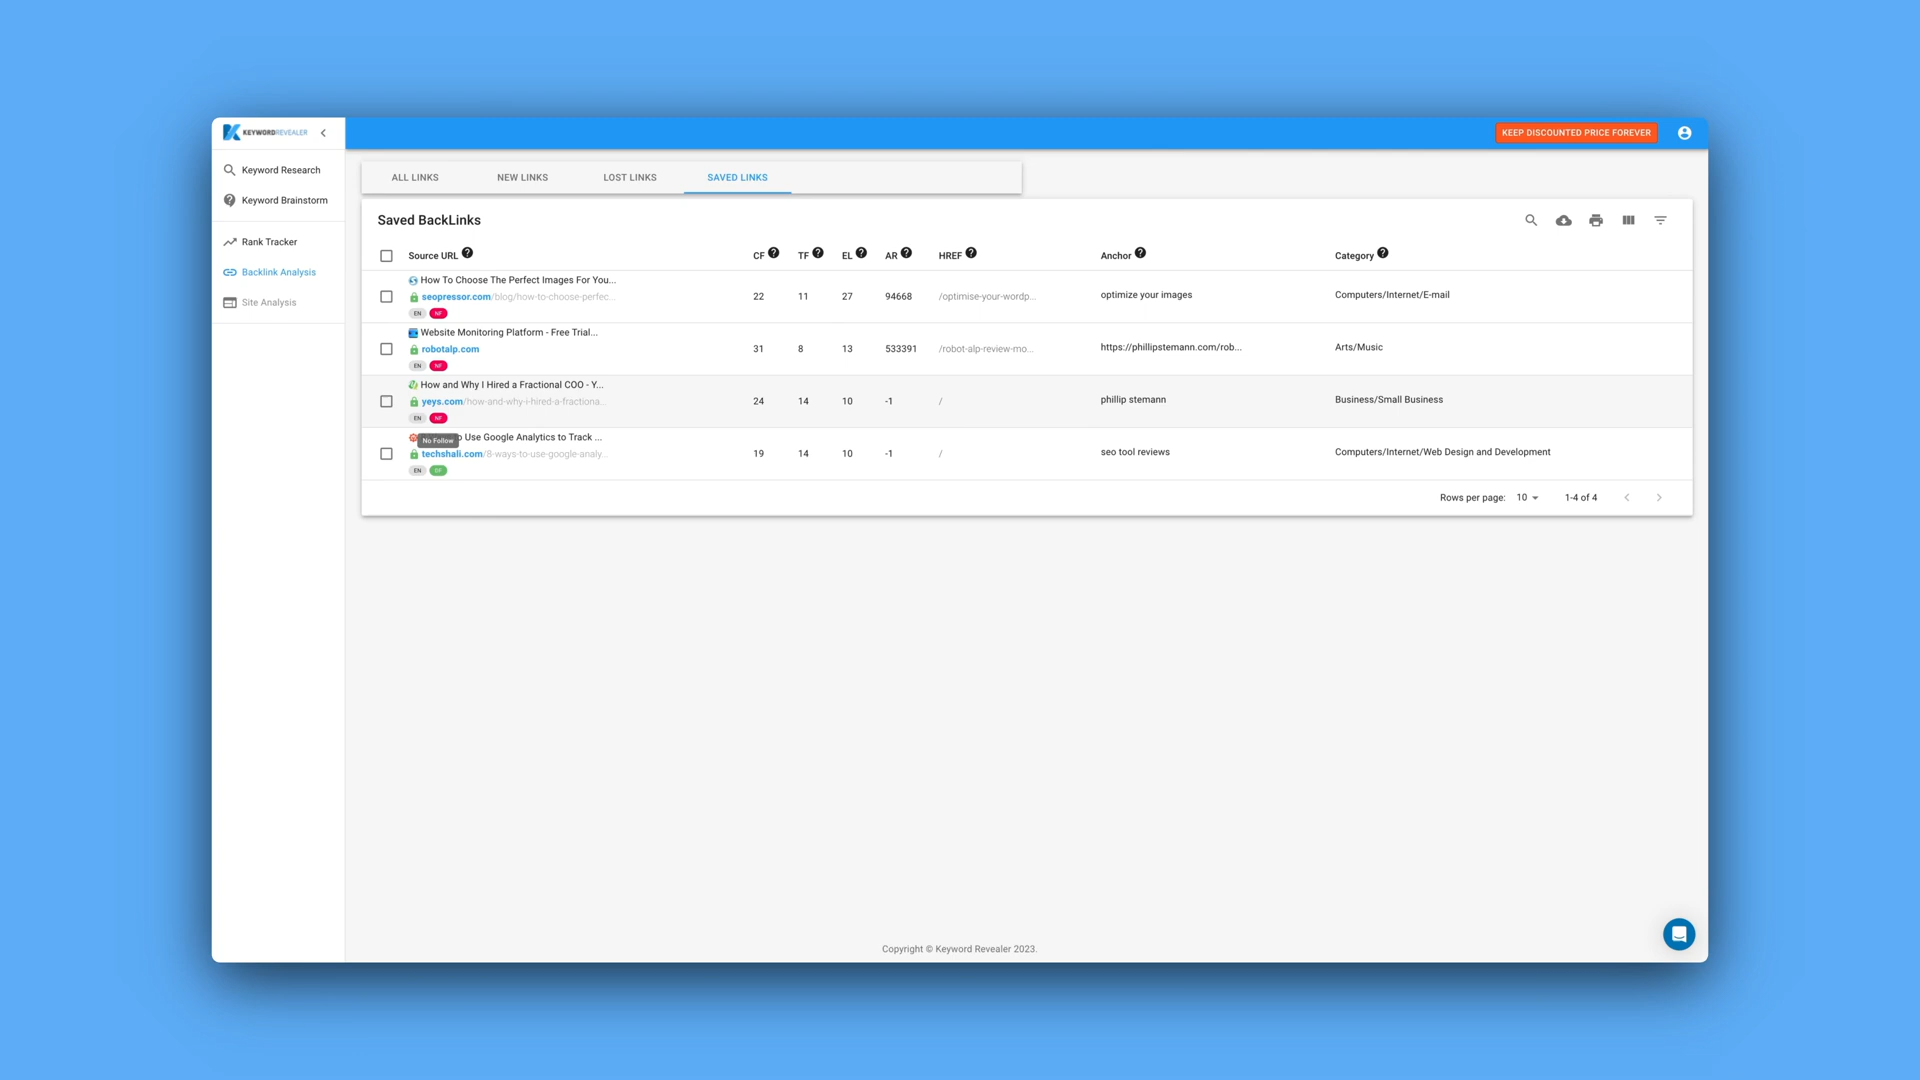 KEYWORDREVEALER
KEEP DISCOUNTED PRICE FOREVER
Keyword Research
Keyword Brainstorm
Rank Tracker
Backlink Analysis
Site Analysis
ALL LINKS NEW LINKS LOST LINKS SAVED LINKS
Saved BackLinks
Source URL ? CF ? TF ? EL ? AR ? HREF ? Anchor ? Category ?
How To Choose The Perfect Images For You...
seopressor.com/blog/how-to-choose-perfec... 22 11 27 94668 /optimise-your-wordp... optimize your images Computers/Internet/E-mail
EN NF
Website Monitoring Platform - Free Trial...
robotalp.com 31 8 13 533391 /robot-alp-review-mo... https://phillipstemann.com/rob... Arts/Music
EN NF
How and Why I Hired a Fractional COO - Y...
yeys.com/how-and-why-i-hired-a-fractiona... 24 14 10 -1 / phillip stemann Business/Small Business
EN NF
No Follow
Use Google Analytics to Track ...
techshali.com/8-ways-to-use-google-analy... 19 14 10 -1 / seo tool reviews Computers/Internet/Web Design and Development
EN DF
Rows per page: 10 1-4 of 4
Copyright © Keyword Revealer 2023.